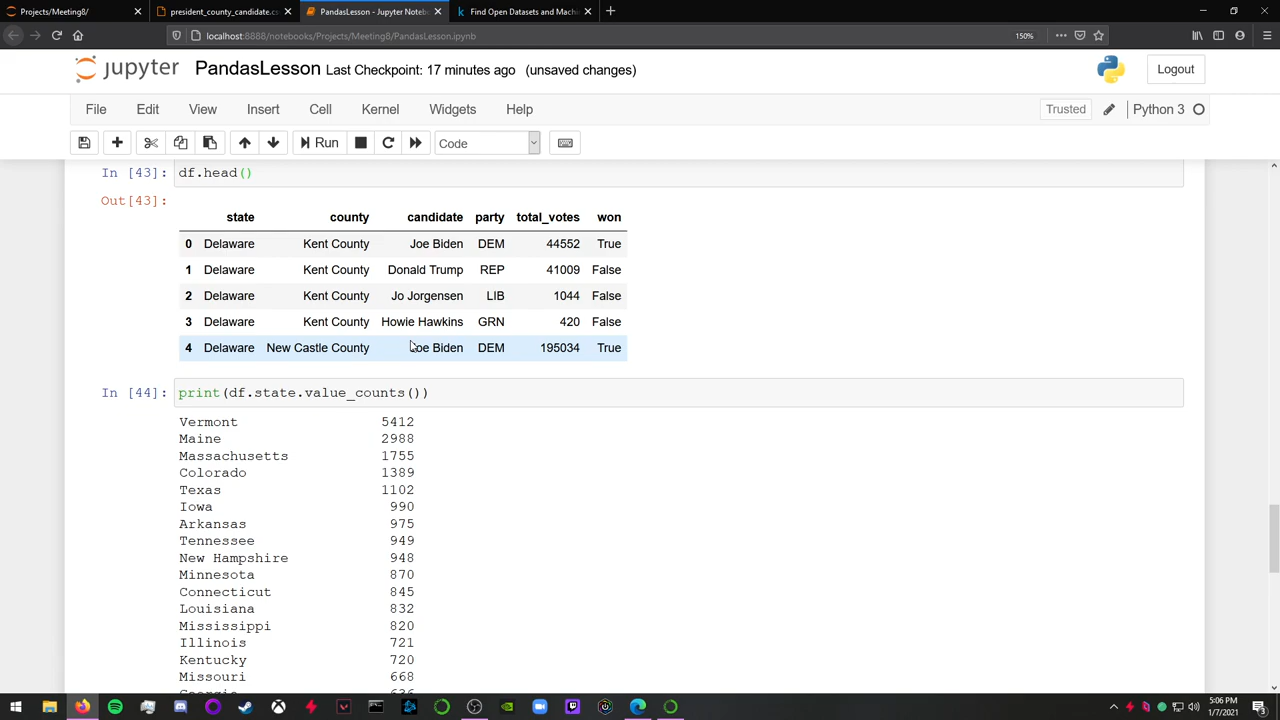 Projects/Meeting8/
president_county_candidate.cs
PandasLesson - Jupyter Notebo
Find Open Datasets and Machi
localhost:8888/notebooks/Projects/Meeting8/PandasLesson.ipynb
150%
jupyter PandasLesson Last Checkpoint: 17 minutes ago (unsaved changes)
Logout
File Edit View Insert Cell Kernel Widgets Help
Trusted Python 3
Run Code
In [43]: df.head()
Out[43]:
state county candidate party total_votes won
0 Delaware Kent County Joe Biden DEM 44552 True
1 Delaware Kent County Donald Trump REP 41009 False
2 Delaware Kent County Jo Jorgensen LIB 1044 False
3 Delaware Kent County Howie Hawkins GRN 420 False
4 Delaware New Castle County Joe Biden DEM 195034 True
In [44]: print(df.state.value_counts())
Vermont 5412
Maine 2988
Massachusetts 1755
Colorado 1389
Texas 1102
Iowa 990
Arkansas 975
Tennessee 949
New Hampshire 948
Minnesota 870
Connecticut 845
Louisiana 832
Mississippi 820
Illinois 721
Kentucky 720
Missouri 668
Georgia 636
5:06 PM
1/7/2021